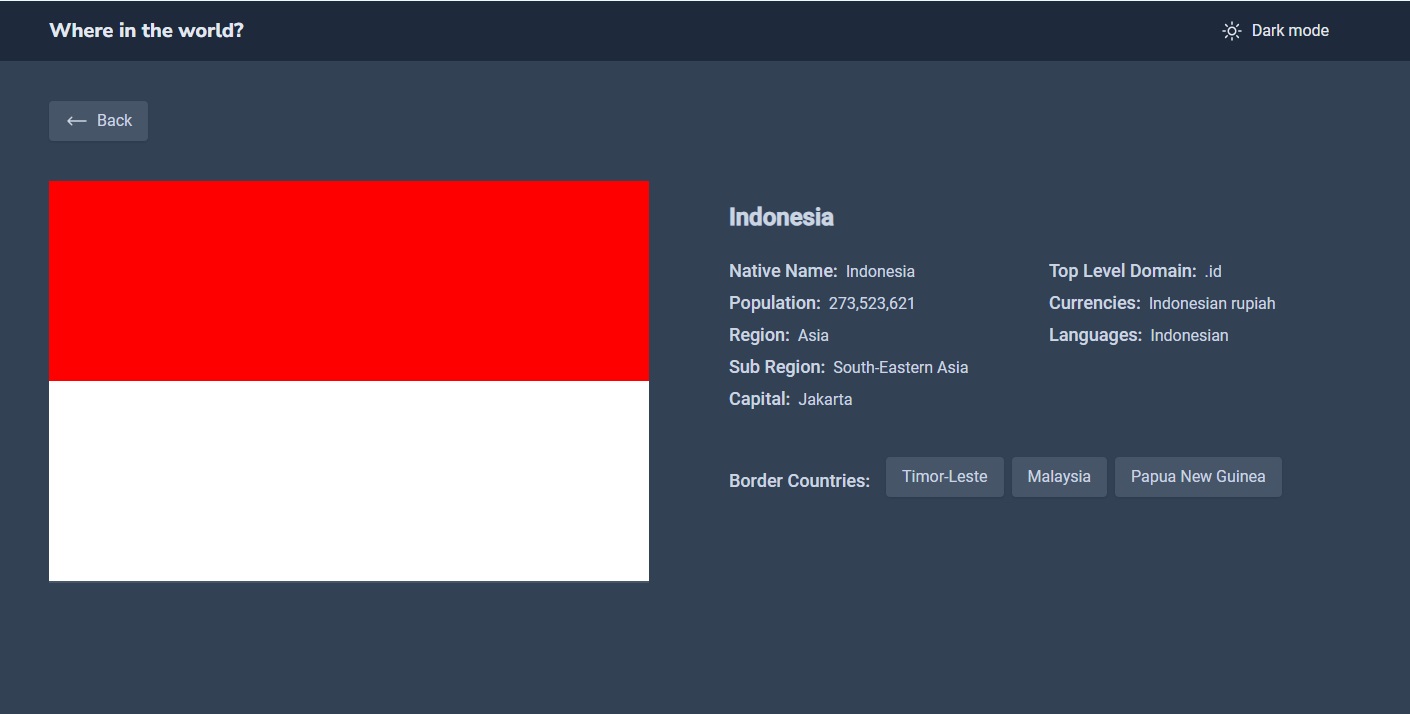 Where in the world?
Dark mode
Back
Indonesia
Native Name: Indonesia
Population: 273,523,621
Region: Asia
Sub Region: South-Eastern Asia
Capital: Jakarta
Top Level Domain: .id
Currencies: Indonesian rupiah
Languages: Indonesian
Border Countries: Timor-Leste Malaysia Papua New Guinea